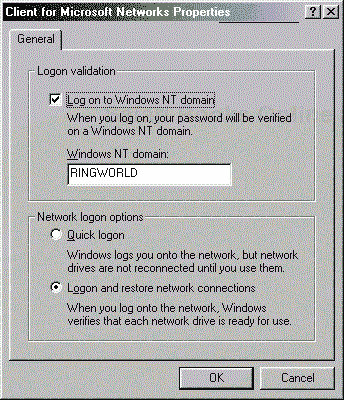 Client for Microsoft Networks Properties
General
Logon validation
Log on to Windows NT domain
When you log on, your password will be verified
on a Windows NT domain.
Windows NT domain:
RINGWORLD
Network logon options
Quick logon
Windows logs you onto the network, but network
drives are not reconnected until you use them.
Logon and restore network connections
When you log onto the network, Windows
verifies that each network drive is ready for use.
OK
Cancel